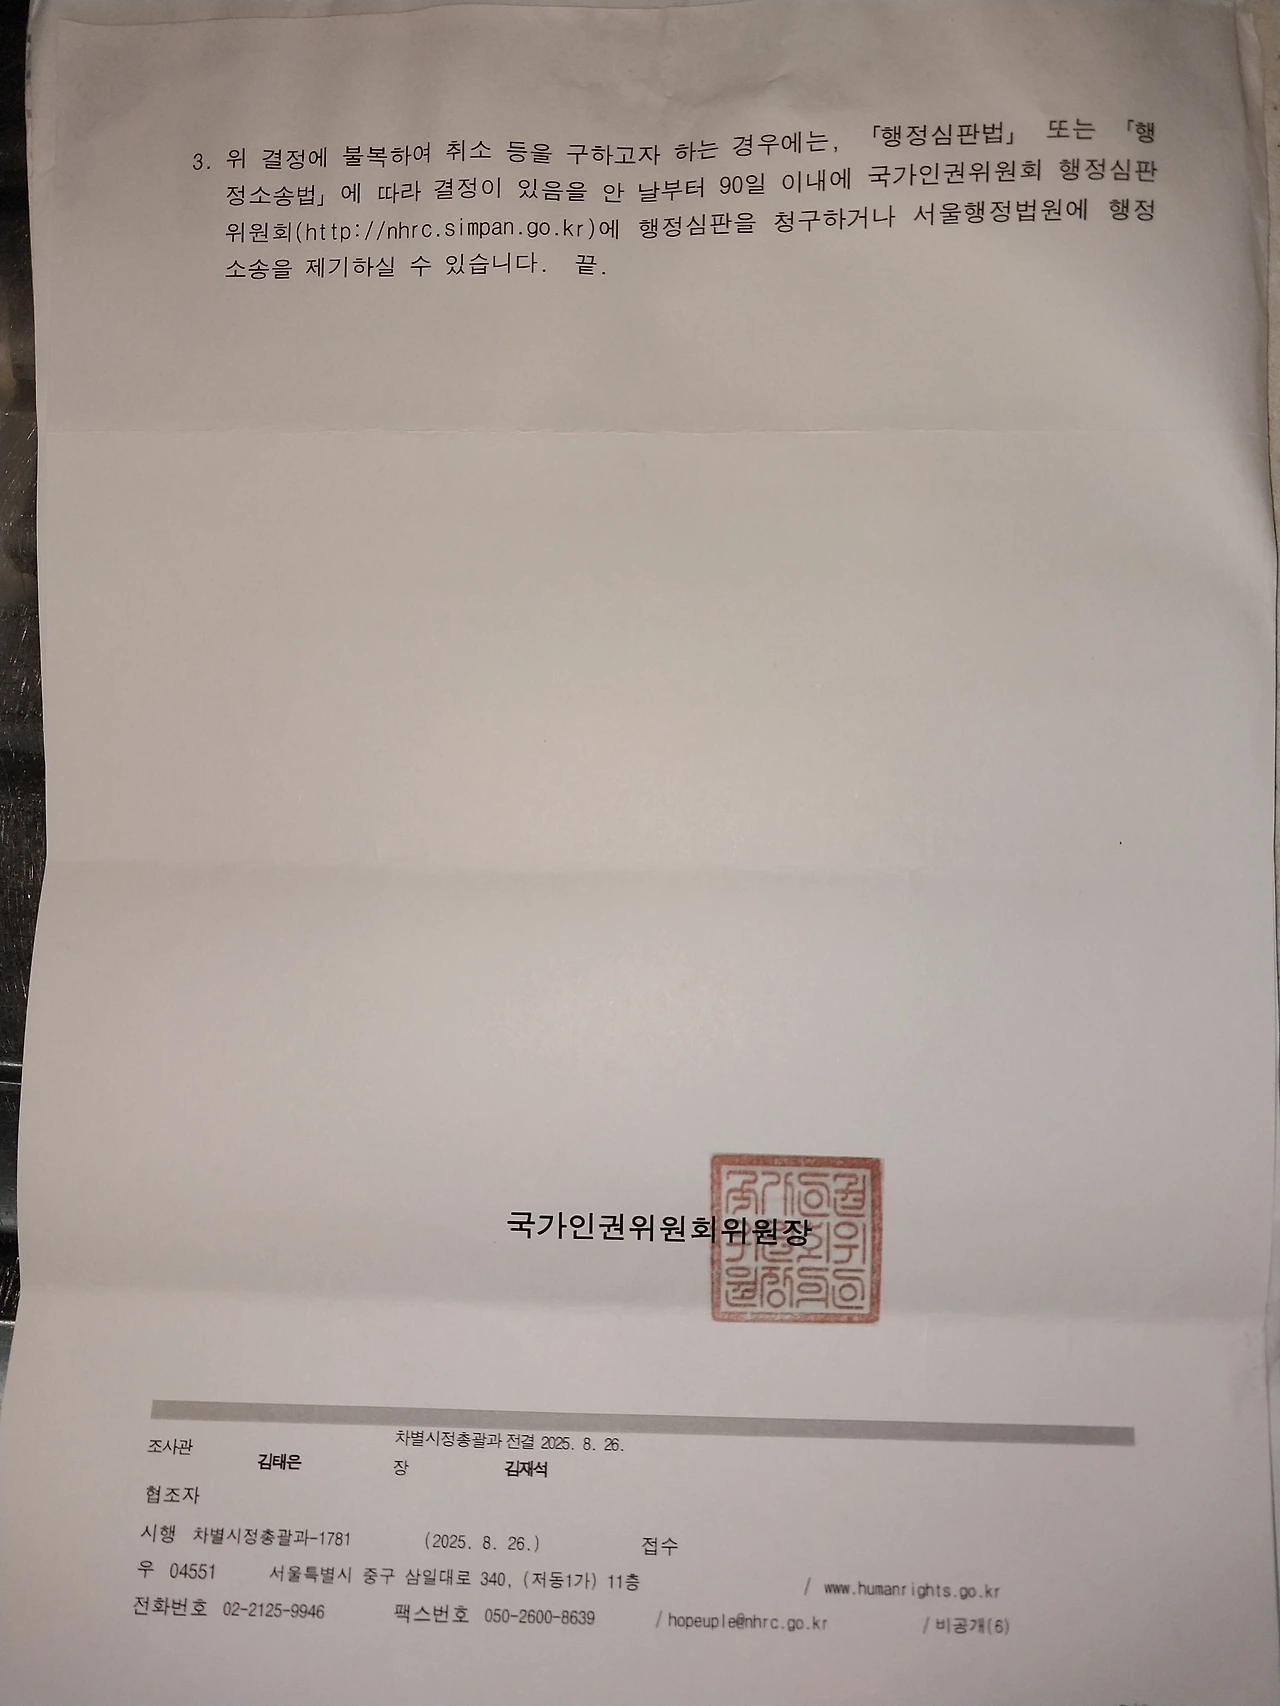 3. 위 결정에 불복하여 취소 등을 구하고자 하는 경우에는, 「행정심판법」 또는 「행
정소송법」에 따라 결정이 있음을 안 날부터 90일 이내에 국가인권위원회 행정심판
위원회(http://nhrc.simpan.go.kr)에 행정심판을 청구하거나 서울행정법원에 행정
소송을 제기하실 수 있습니다. 끝.
국가인권위원회위원장
조사관 김태은 차별시정총괄과장 전결 2025. 8. 26. 김재석
협조자
시행 차별시정총괄과-1781 (2025. 8. 26.) 접수
우 04551 서울특별시 중구 삼일대로 340, (저동1가) 11층 / www.humanrights.go.kr
전화번호 02-2125-9946 팩스번호 050-2600-8639 / hopeuple@nhrc.go.kr / 비공개(6)